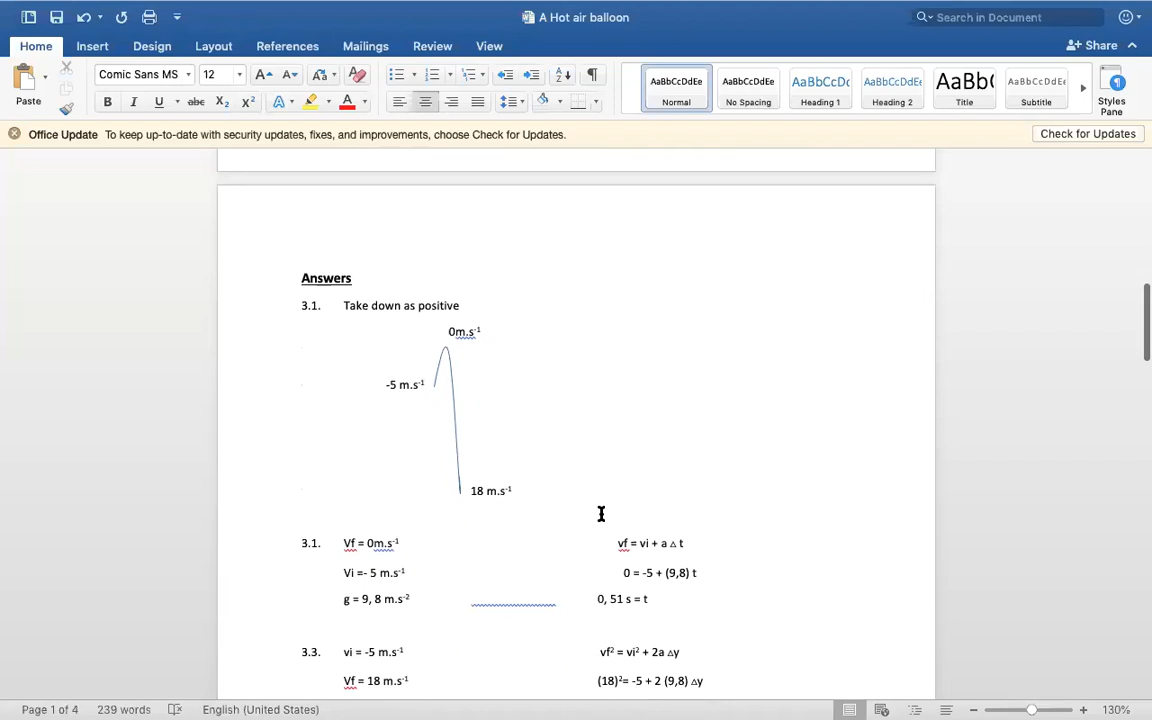 A Hot air balloon
Search in Document
Home Insert Design Layout References Mailings Review View
Share
Paste
Comic Sans MS 12
B I U abc X₂ X² A A
AaBbCcDdEe AaBbCcDdEe AaBbCcDc AaBbCcDdEe AaBb( AaBbCcDdEe
Normal No Spacing Heading 1 Heading 2 Title Subtitle
Styles Pane
Office Update To keep up-to-date with security updates, fixes, and improvements, choose Check for Updates.
Check for Updates
Answers
3.1. Take down as positive
0m.s⁻¹
-5 m.s⁻¹
18 m.s⁻¹
3.1. Vf = 0m.s⁻¹ vf = vi + a △ t
Vi =- 5 m.s⁻¹ 0 = -5 + (9,8) t
g = 9, 8 m.s⁻² 0, 51 s = t
3.3. vi = -5 m.s⁻¹ vf² = vi² + 2a △y
Vf = 18 m.s⁻¹ (18)²= -5 + 2 (9,8) △y
Page 1 of 4 239 words English (United States) 130%